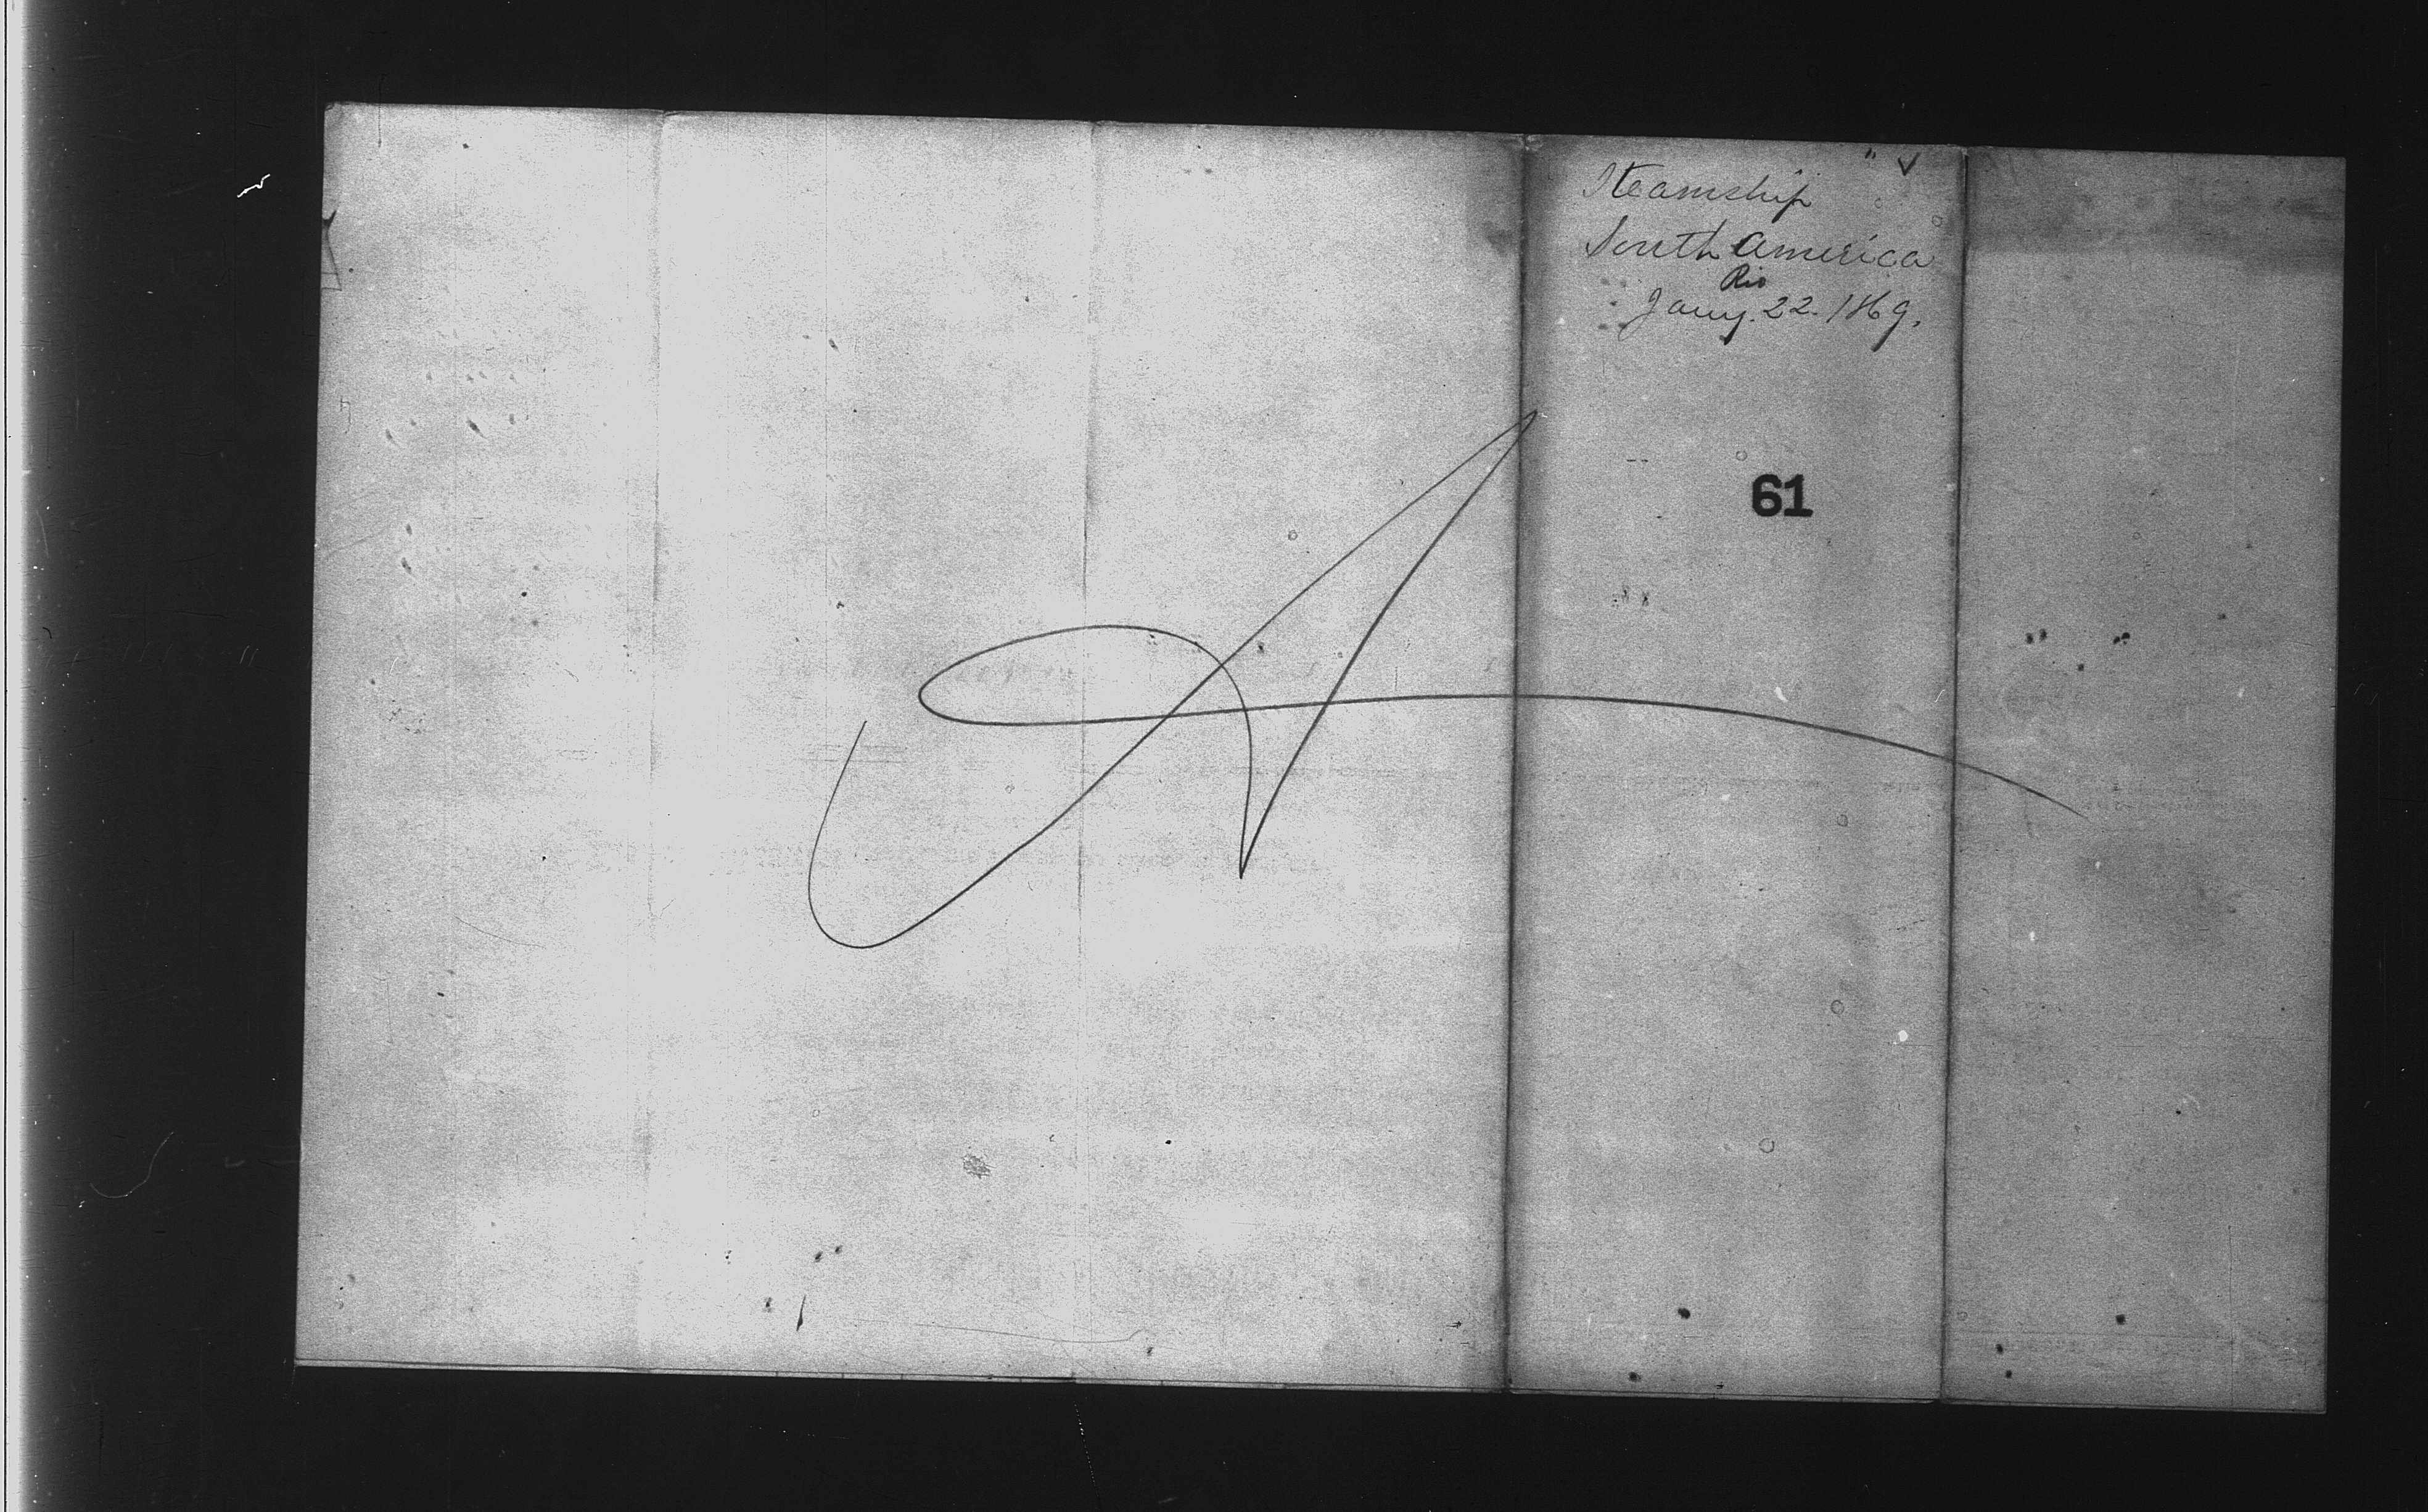 Steamship
South America
Rio
Jany. 22. 1869.
61